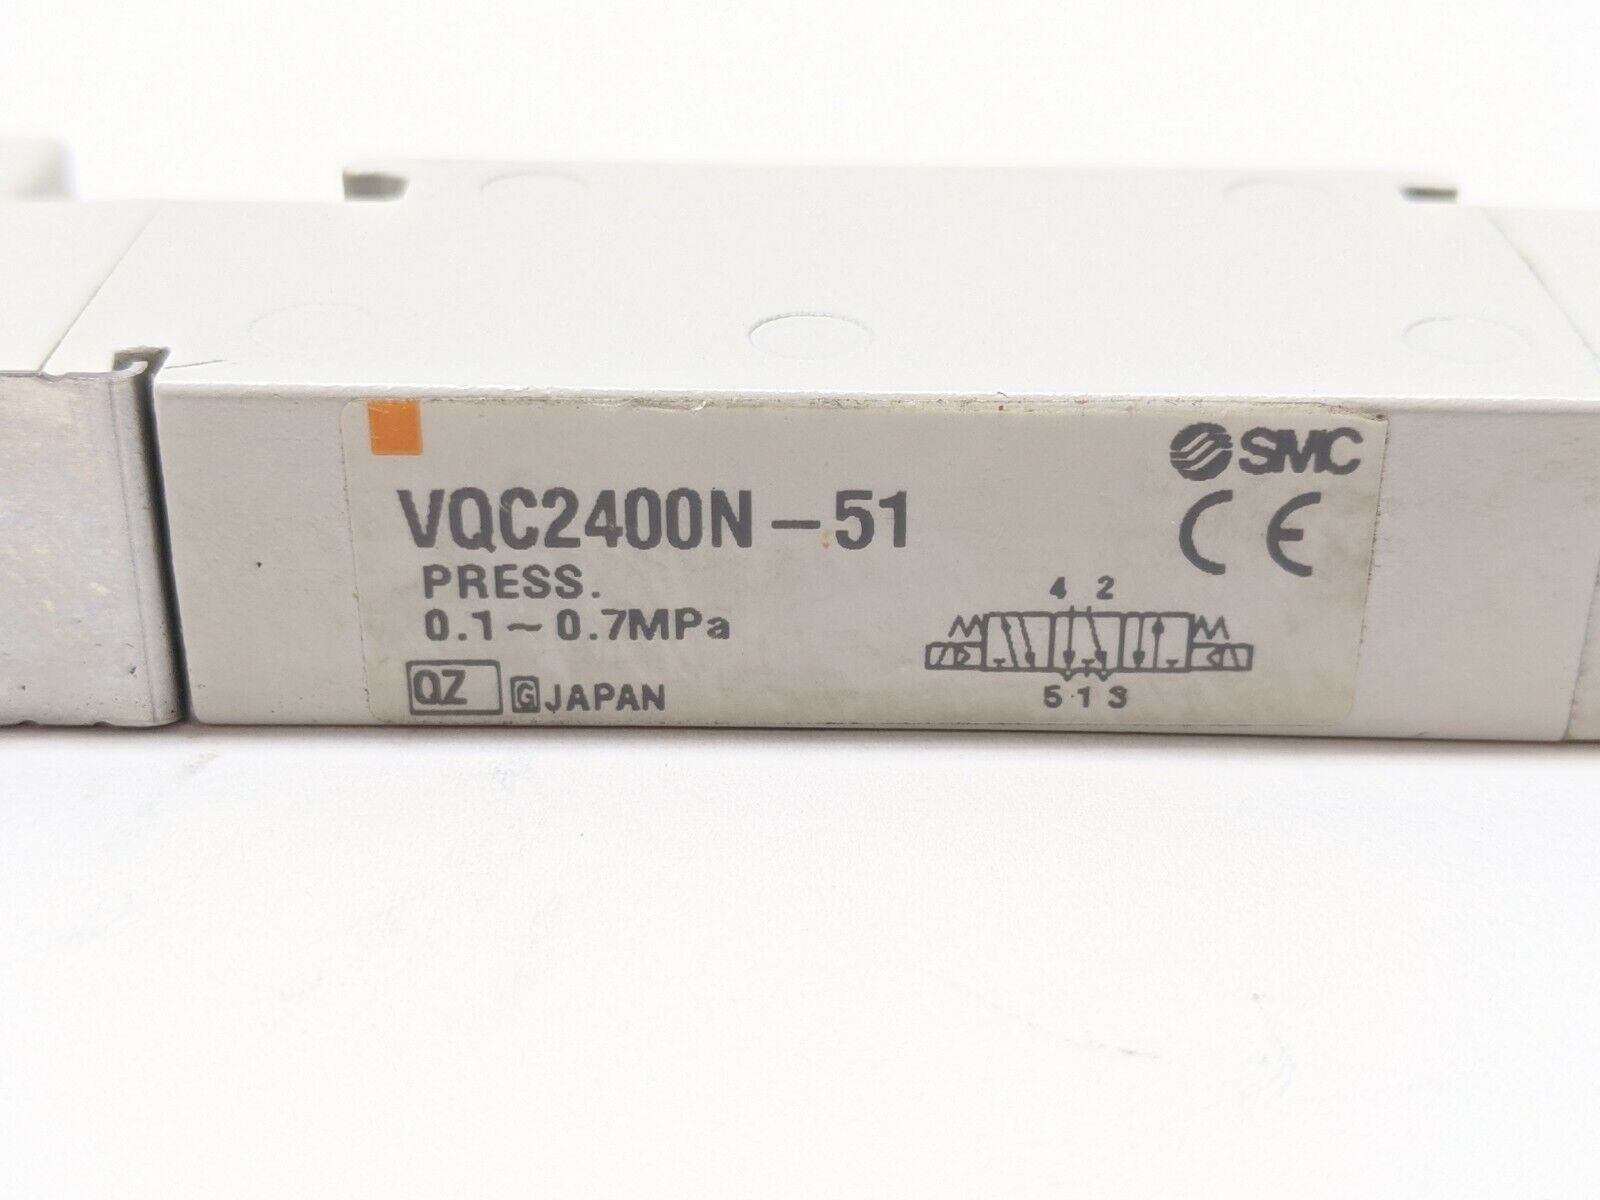 SMC
VQC2400N-51
CE
PRESS.
0.1~0.7MPa
4 2
QZ G JAPAN
5 1 3